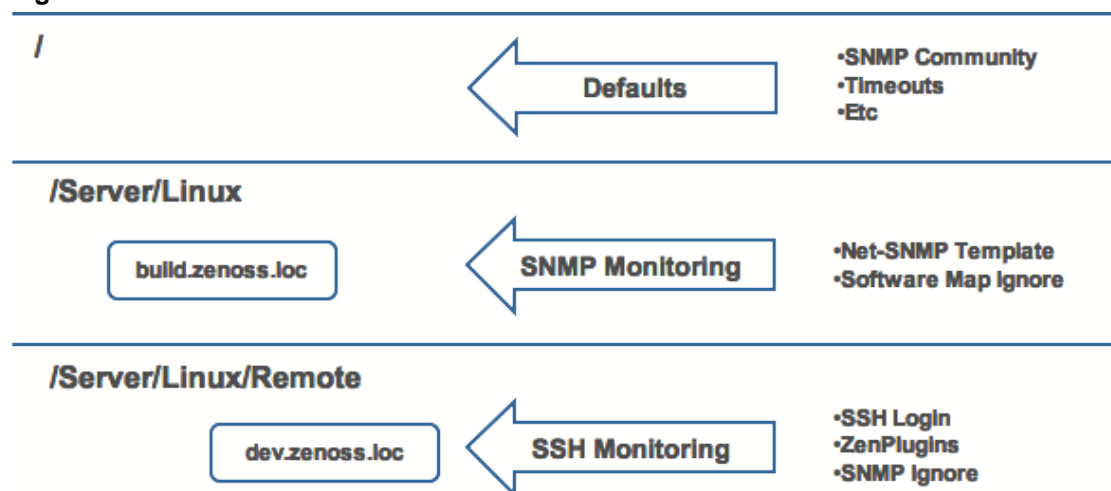 /
Defaults
•SNMP Community
•Timeouts
•Etc
/Server/Linux
build.zenoss.loc
SNMP Monitoring
•Net-SNMP Template
•Software Map Ignore
/Server/Linux/Remote
dev.zenoss.loc
SSH Monitoring
•SSH Login
•ZenPlugins
•SNMP Ignore